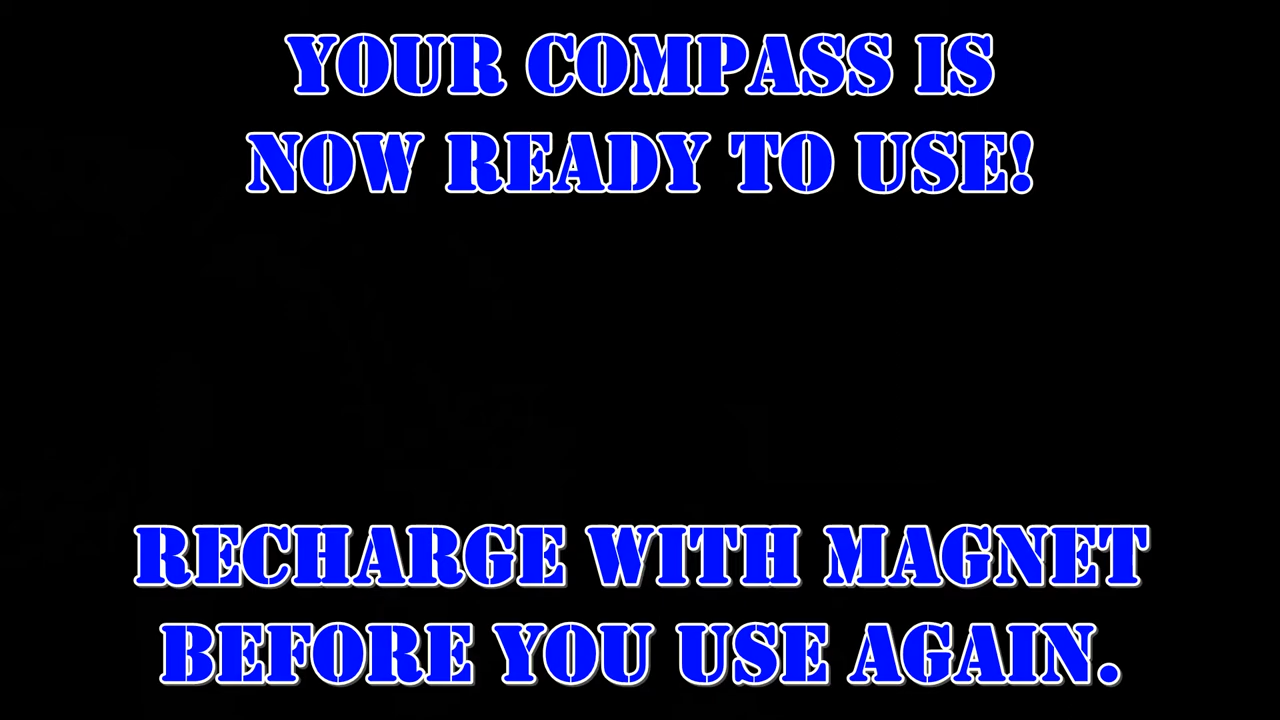 YOUR COMPASS IS
NOW READY TO USE!
RECHARGE WITH MAGNET
BEFORE YOU USE AGAIN.